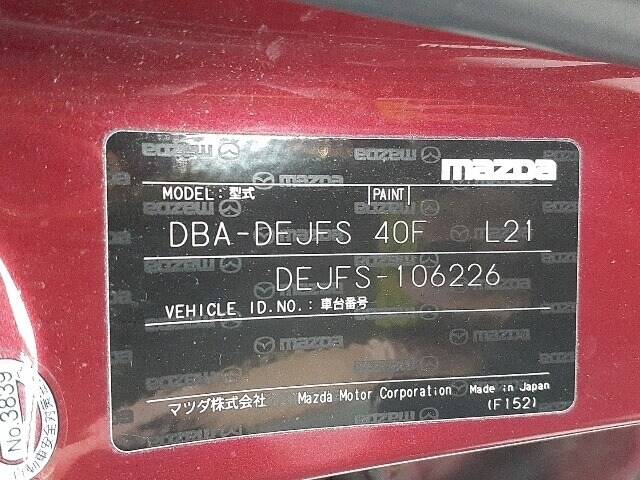 mazda
MODEL:型式 PAINT
DBA-DEJFS 40F L21
DEJFS-106226
VEHICLE ID.NO.:車台番号
マツダ株式会社 Mazda Motor Corporation Made in Japan
(F152)
No.3839